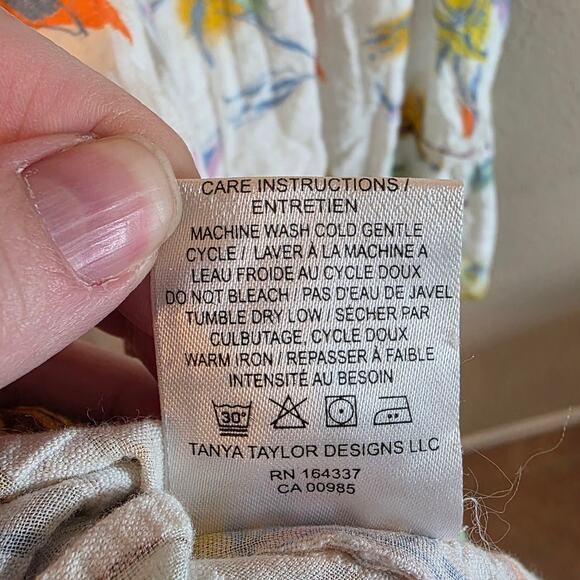 CARE INSTRUCTIONS /
ENTRETIEN
MACHINE WASH COLD GENTLE
CYCLE / LAVER À LA MACHINE A
LEAU FROIDE AU CYCLE DOUX
DO NOT BLEACH / PAS D'EAU DE JAVEL
TUMBLE DRY LOW / SÉCHER PAR
CULBUTAGE, CYCLE DOUX
WARM IRON / REPASSER À FAIBLE
INTENSITÉ AU BESOIN
30°
TANYA TAYLOR DESIGNS LLC
RN 164337
CA 00985